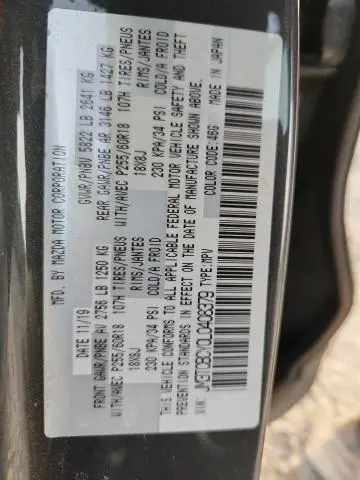 MFD. BY MAZDA MOTOR CORPORATION
DATE 11/19 GVWR/PNBV 5822 LB 2641 KG
FRONT GAWR/PNBE AV 2756 LB 1250 KG REAR GAWR/PNBE AR 3146 LB 1427 KG
WITH/AVEC P255/60R18 107H TIRES/PNEUS WITH/AVEC P255/60R18 107H TIRES/PNEUS
18X8J RIMS/JANTES 18X8J RIMS/JANTES
230 KPA/34 PSI COLD/A FROID 230 KPA/34 PSI COLD/A FROID
THIS VEHICLE CONFORMS TO ALL APPLICABLE FEDERAL MOTOR VEHICLE SAFETY AND THEFT
PREVENTION STANDARDS IN EFFECT ON THE DATE OF MANUFACTURE SHOWN ABOVE.
COLOR CODE:46G MADE IN JAPAN
VIN: JM3TCBCY0L0408379 TYPE:MPV